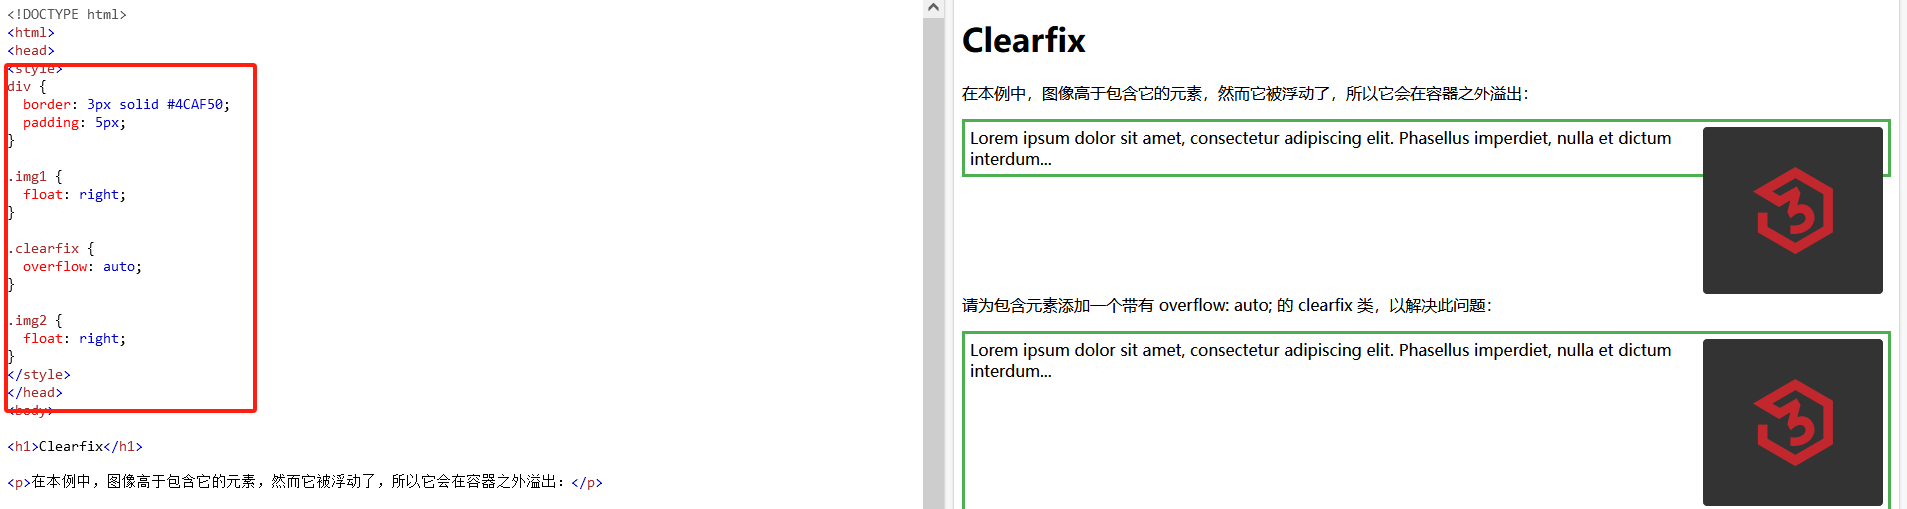 <!DOCTYPE html>
<html>
<head>
<style>
div {
  border: 3px solid #4CAF50;
  padding: 5px;
}

.img1 {
  float: right;
}

.clearfix {
  overflow: auto;
}

.img2 {
  float: right;
}
</style>
</head>
<body>

<h1>Clearfix</h1>

<p>在本例中，图像高于包含它的元素，然而它被浮动了，所以它会在容器之外溢出：</p>
Clearfix
在本例中，图像高于包含它的元素，然而它被浮动了，所以它会在容器之外溢出：
Lorem ipsum dolor sit amet, consectetur adipiscing elit. Phasellus imperdiet, nulla et dictum
interdum...
3
请为包含元素添加一个带有 overflow: auto; 的 clearfix 类，以解决此问题：
Lorem ipsum dolor sit amet, consectetur adipiscing elit. Phasellus imperdiet, nulla et dictum
interdum...
3